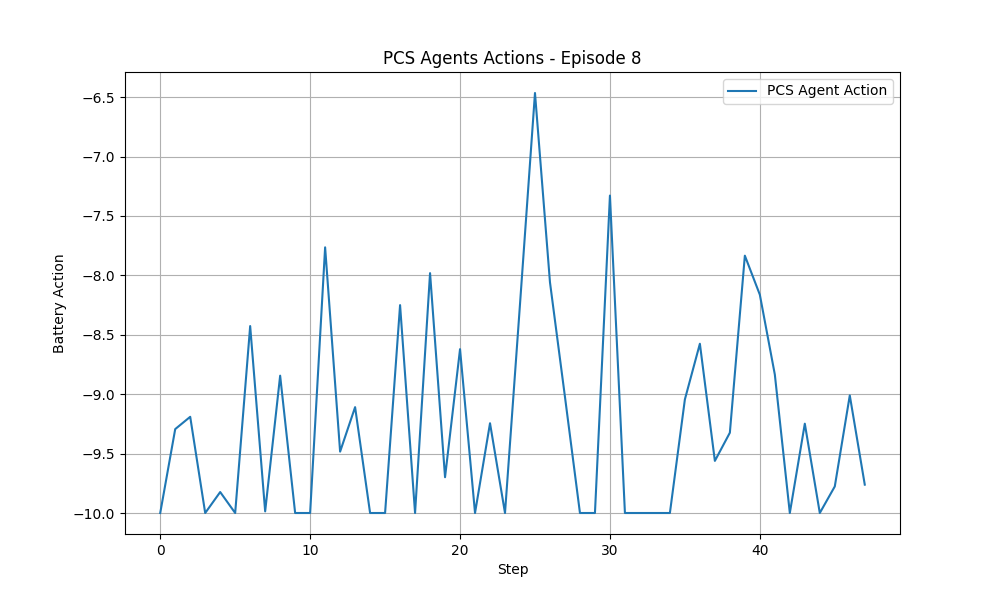 PCS Agents Actions - Episode 8
PCS Agent Action
Battery Action
−6.5
−7.0
−7.5
−8.0
−8.5
−9.0
−9.5
−10.0
0 10 20 30 40
Step